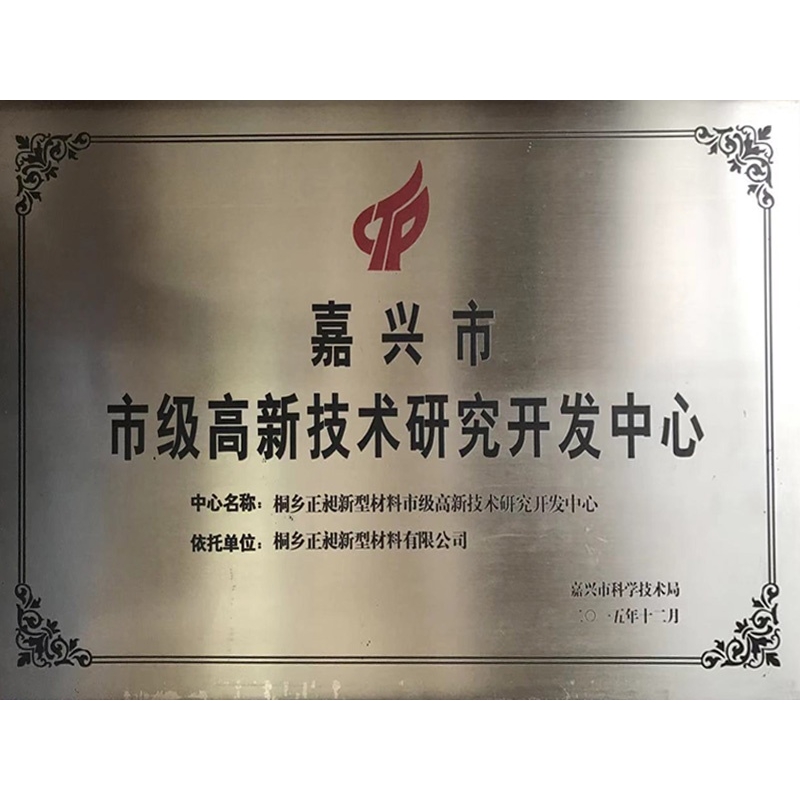 CTP
嘉兴市
市级高新技术研究开发中心
中心名称：桐乡正昶新型材料市级高新技术研究开发中心
依托单位：桐乡正昶新型材料有限公司
嘉兴市科学技术局
二〇一五年十二月